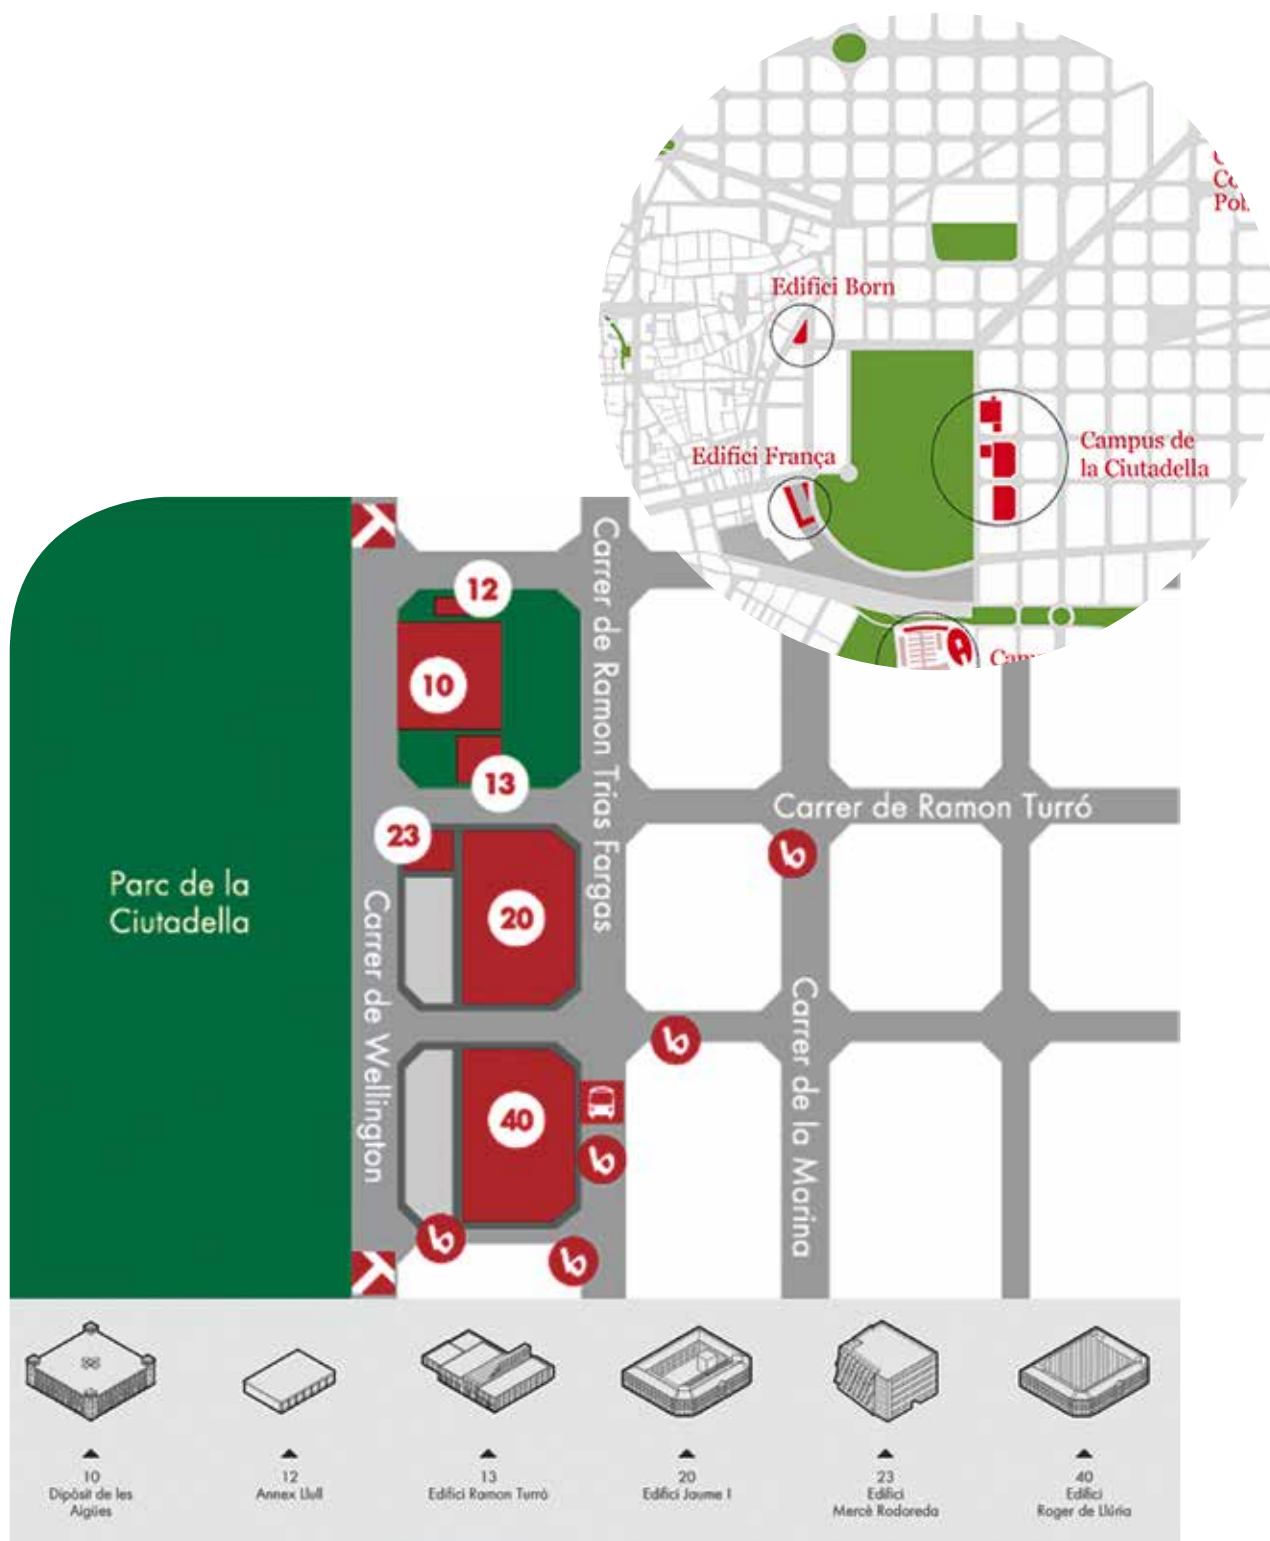 Co
Pob
Edifici Born
Edifici França
Campus de
la Ciutadella
12
10
13
23
20
40
Carrer de Ramon Trias Fargas
Carrer de Ramon Turró
Parc de la
Ciutadella
Carrer de Wellington
Carrer de la Marina
10
Dipòsit de les
Aigües
12
Annex Llull
13
Edifici Ramon Turró
20
Edifici Jaume I
23
Edifici
Mercè Rodoreda
40
Edifici
Roger de Llúria